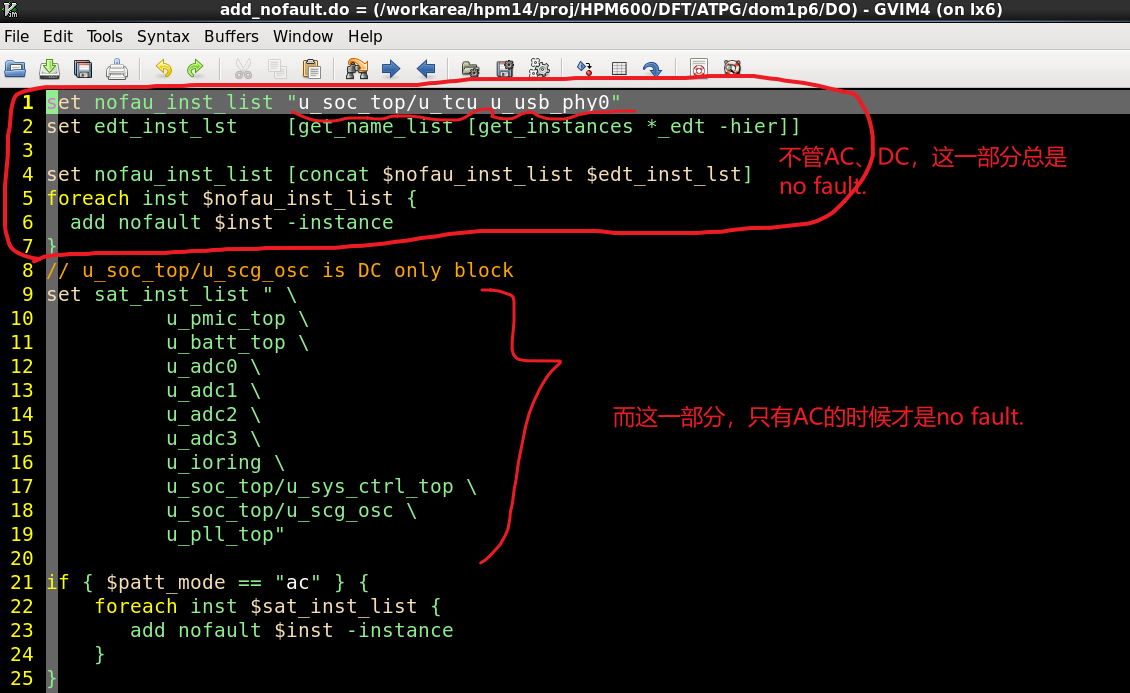 add_nofault.do = (/workarea/hpm14/proj/HPM600/DFT/ATPG/dom1p6/DO) - GVIM4 (on lx6)
File Edit Tools Syntax Buffers Window Help
1 set nofau_inst_list "u_soc_top/u_tcu u_usb_phy0"
2 set edt_inst_lst [get_name_list [get_instances *_edt -hier]]
3
4 set nofau_inst_list [concat $nofau_inst_list $edt_inst_lst]
5 foreach inst $nofau_inst_list {
6 add nofault $inst -instance
7 }
不管AC、DC，这一部分总是
no fault.
8 // u_soc_top/u_scg_osc is DC only block
9 set sat_inst_list " \
10 u_pmic_top \
11 u_batt_top \
12 u_adc0 \
13 u_adc1 \
14 u_adc2 \
15 u_adc3 \
16 u_ioring \
17 u_soc_top/u_sys_ctrl_top \
18 u_soc_top/u_scg_osc \
19 u_pll_top"
而这一部分，只有AC的时候才是no fault.
20
21 if { $patt_mode == "ac" } {
22 foreach inst $sat_inst_list {
23 add nofault $inst -instance
24 }
25 }